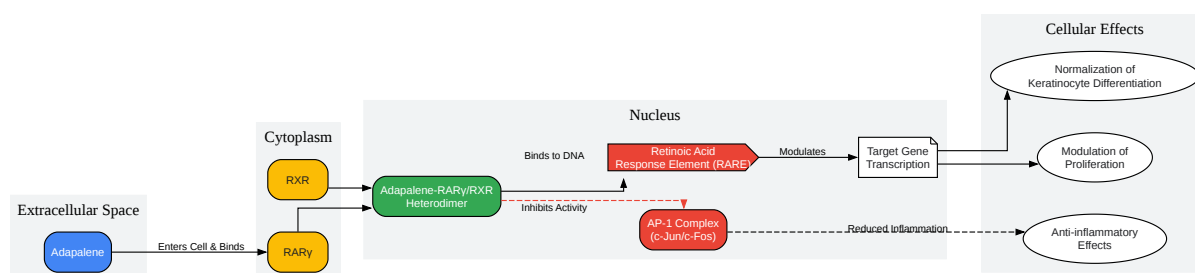 Extracellular Space
Adapalene
Enters Cell & Binds
Cytoplasm
RXR
RARγ
Nucleus
Adapalene-RARγ/RXR
Heterodimer
Binds to DNA
Inhibits Activity
Retinoic Acid
Response Element (RARE)
AP-1 Complex
(c-Jun/c-Fos)
Modulates
Target Gene
Transcription
Reduced Inflammation
Cellular Effects
Normalization of
Keratinocyte Differentiation
Modulation of
Proliferation
Anti-inflammatory
Effects